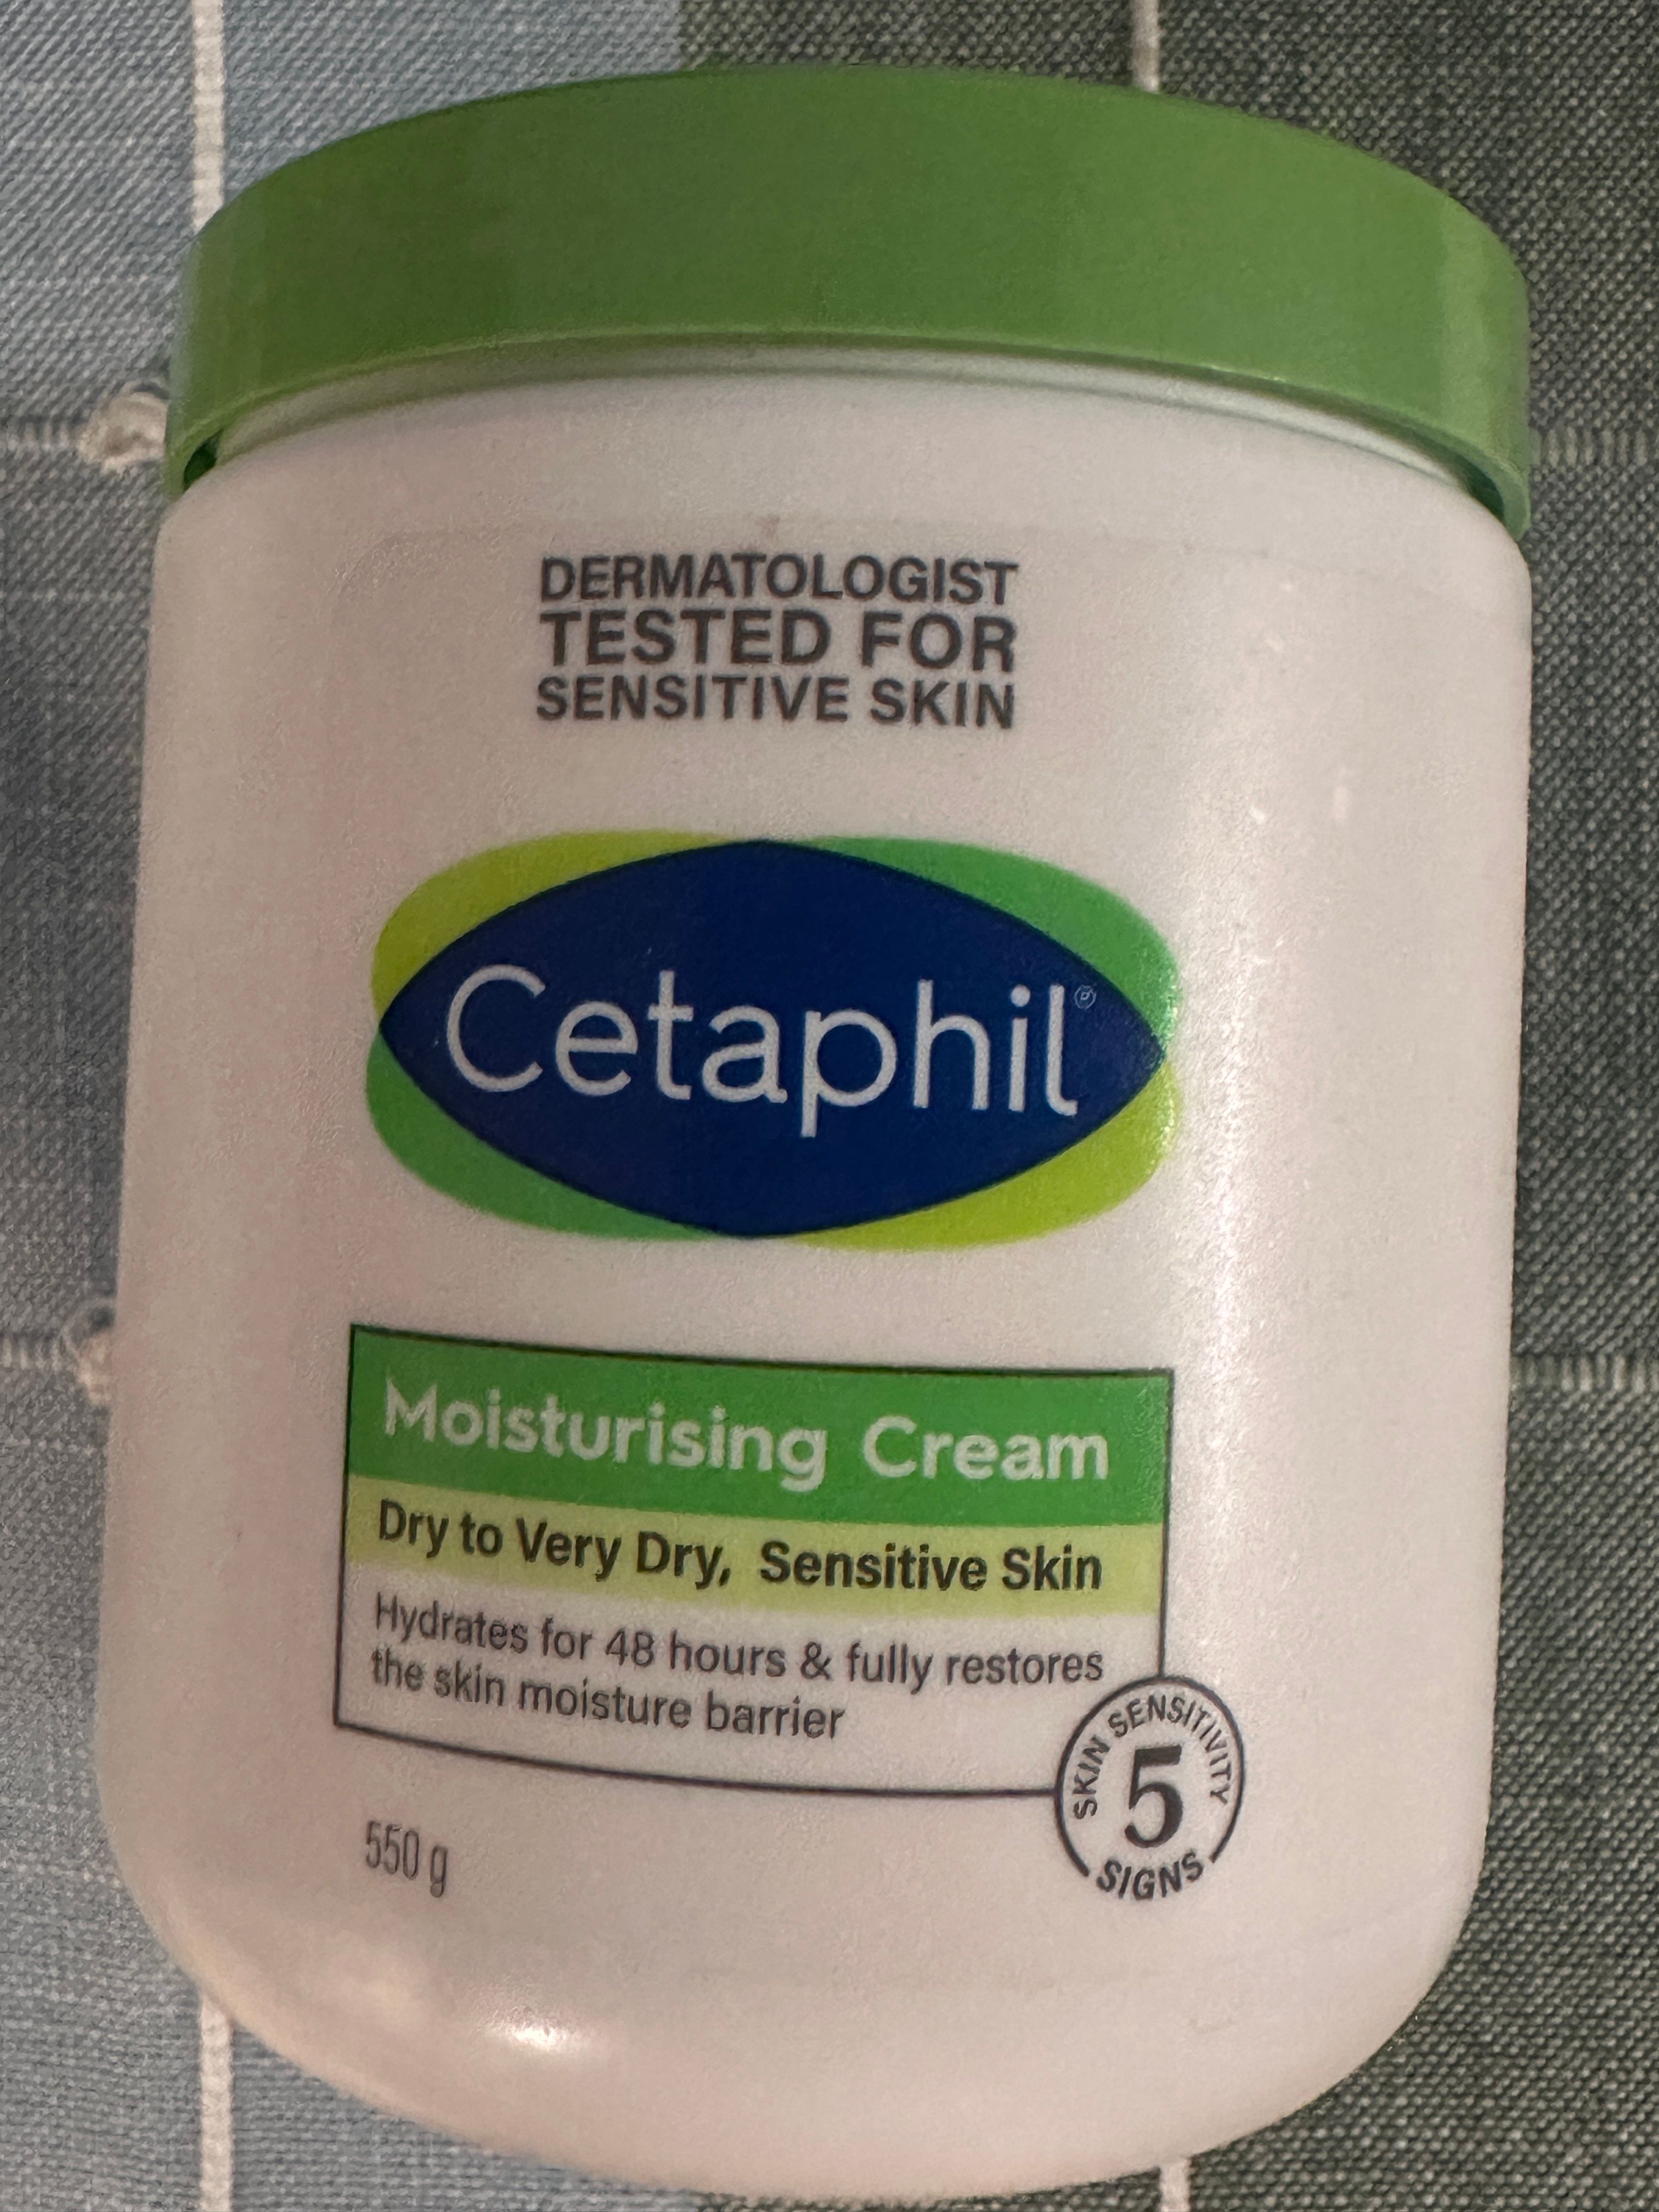 DERMATOLOGIST
TESTED FOR
SENSITIVE SKIN
Cetaphil®
Moisturising Cream
Dry to Very Dry, Sensitive Skin
Hydrates for 48 hours & fully restores
the skin moisture barrier
SKIN SENSITIVITY
5
SIGNS
550 g